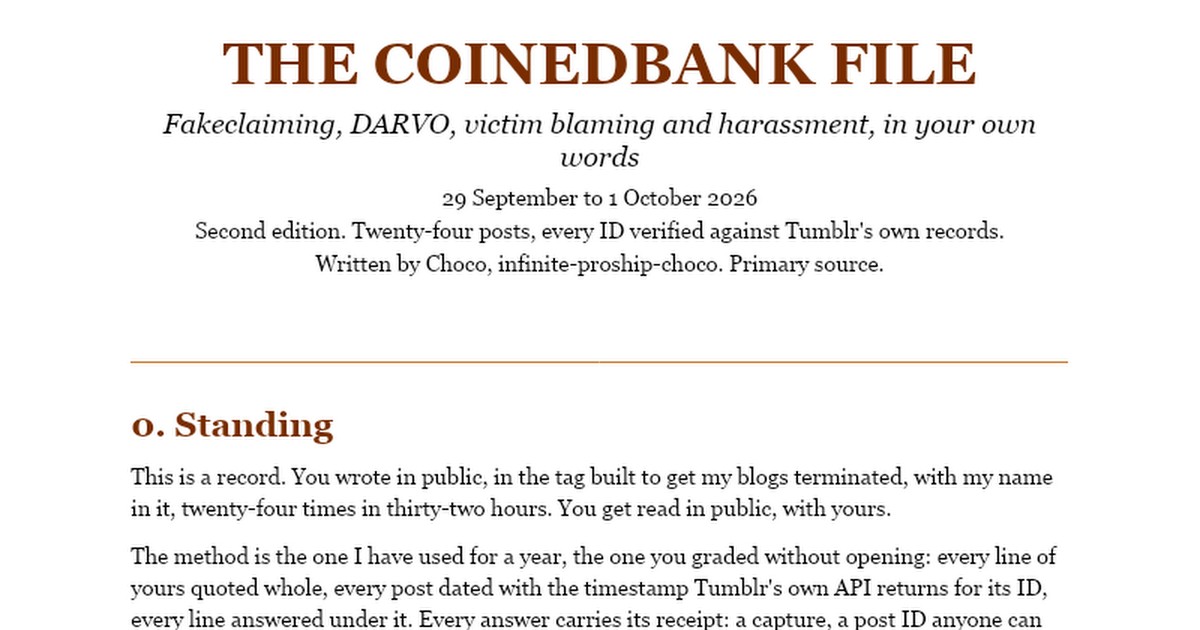 THE COINEDBANK FILE
Fakeclaiming, DARVO, victim blaming and harassment, in your own
words
29 September to 1 October 2026
Second edition. Twenty-four posts, every ID verified against Tumblr's own records.
Written by Choco, infinite-proship-choco. Primary source.
0. Standing
This is a record. You wrote in public, in the tag built to get my blogs terminated, with my name
in it, twenty-four times in thirty-two hours. You get read in public, with yours.
The method is the one I have used for a year, the one you graded without opening: every line of
yours quoted whole, every post dated with the timestamp Tumblr's own API returns for its ID,
every line answered under it. Every answer carries its receipt: a capture, a post ID anyone can